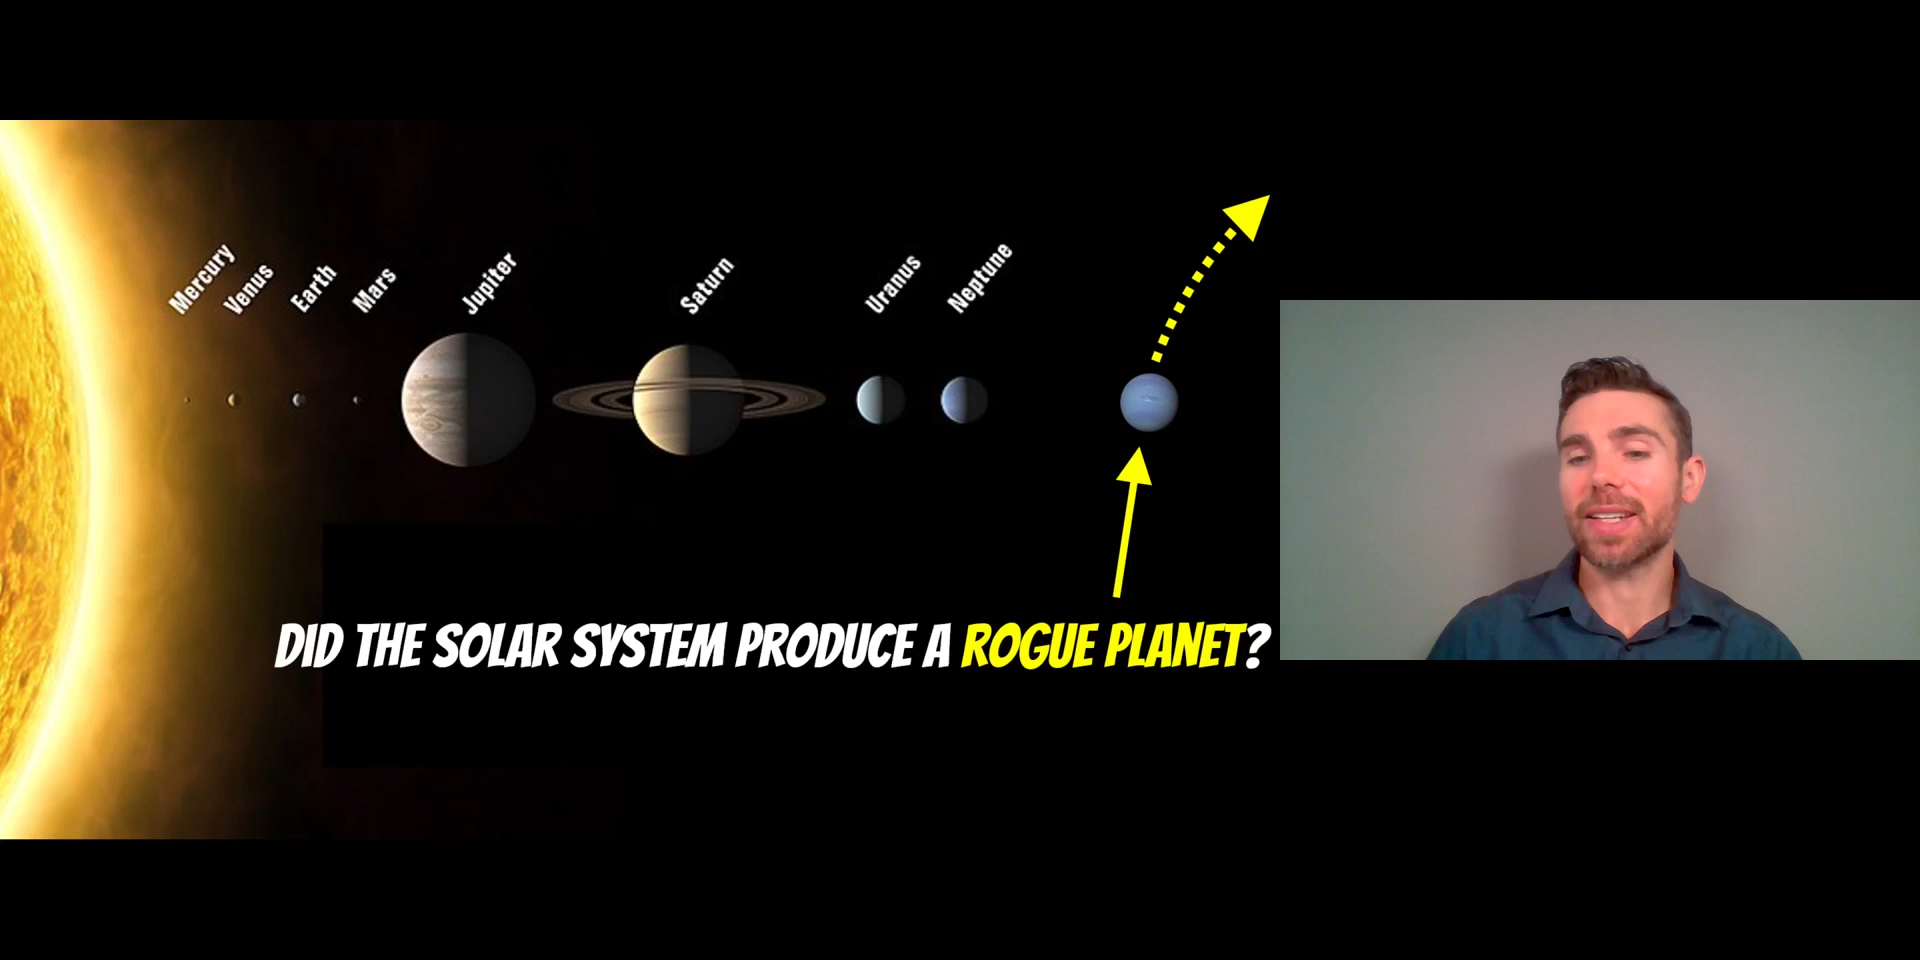 Mercury
Venus
Earth
Mars
Jupiter
Saturn
Uranus
Neptune
DID THE SOLAR SYSTEM PRODUCE A ROGUE PLANET?